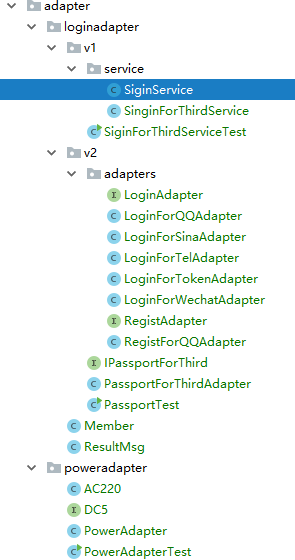 adapter
loginadapter
v1
service
SiginService
SinginForThirdService
SiginForThirdServiceTest
v2
adapters
LoginAdapter
LoginForQQAdapter
LoginForSinaAdapter
LoginForTelAdapter
LoginForTokenAdapter
LoginForWechatAdapter
RegistAdapter
RegistForQQAdapter
IPassportForThird
PassportForThirdAdapter
PassportTest
Member
ResultMsg
poweradapter
AC220
DC5
PowerAdapter
PowerAdapterTest